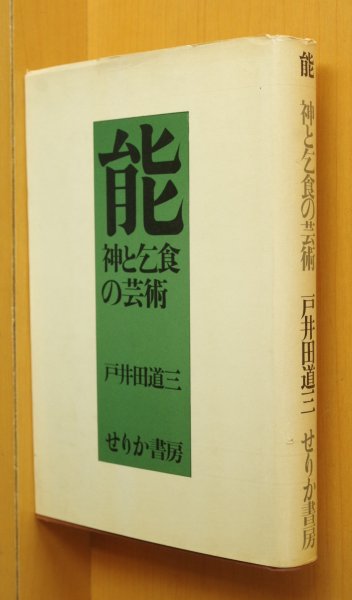 能
神と乞食
の芸術
戸井田道三
せりか書房
能 神と乞食の芸術 戸井田道三 せりか書房